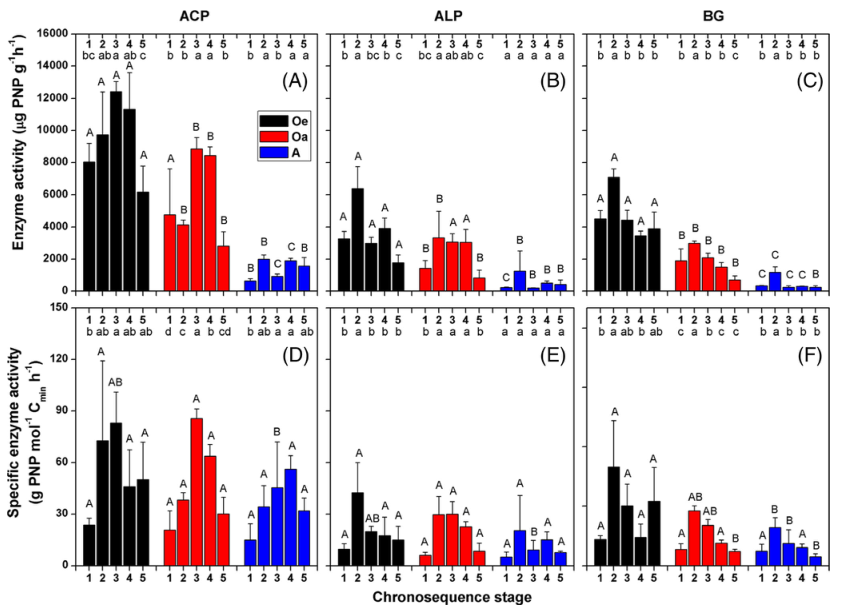 ACP ALP BG
16000 14000 12000 10000 8000 6000 4000 2000 0
Enzyme activity (μg PNP g⁻¹h⁻¹)
1 2 3 4 5 1 2 3 4 5 1 2 3 4 5
bc ab a ab c b b a a b b a b a a
(A)
A A A A A A B B B B B B C C B
Oe
Oa
A
1 2 3 4 5 1 2 3 4 5 1 2 3 4 5
b a bc b c bc a ab ab c a a a a a
(B)
A A A A A B B A A B C B B B B
1 2 3 4 5 1 2 3 4 5 1 2 3 4 5
b a b b b b a b b c b a b b b
(C)
A A A A A B B B B B C C C C B
150 120 90 60 30 0
Specific enzyme activity
(g PNP mol⁻¹ Cmin h⁻¹)
1 2 3 4 5 1 2 3 4 5 1 2 3 4 5
b ab a ab ab d c a b cd b ab a a ab
(D)
A A AB A A A A A A A A A B A A
1 2 3 4 5 1 2 3 4 5 1 2 3 4 5
b a b b b b a a a b a a a a a
(E)
A A AB A A A A A A A A A B A A
1 2 3 4 5 1 2 3 4 5 1 2 3 4 5
b a ab b ab c a b c c b a b b b
(F)
A A A A A A AB AB A A A B B A B
1 2 3 4 5 1 2 3 4 5 1 2 3 4 5 1 2 3 4 5 1 2 3 4 5 1 2 3 4 5 1 2 3 4 5 1 2 3 4 5 1 2 3 4 5
Chronosequence stage